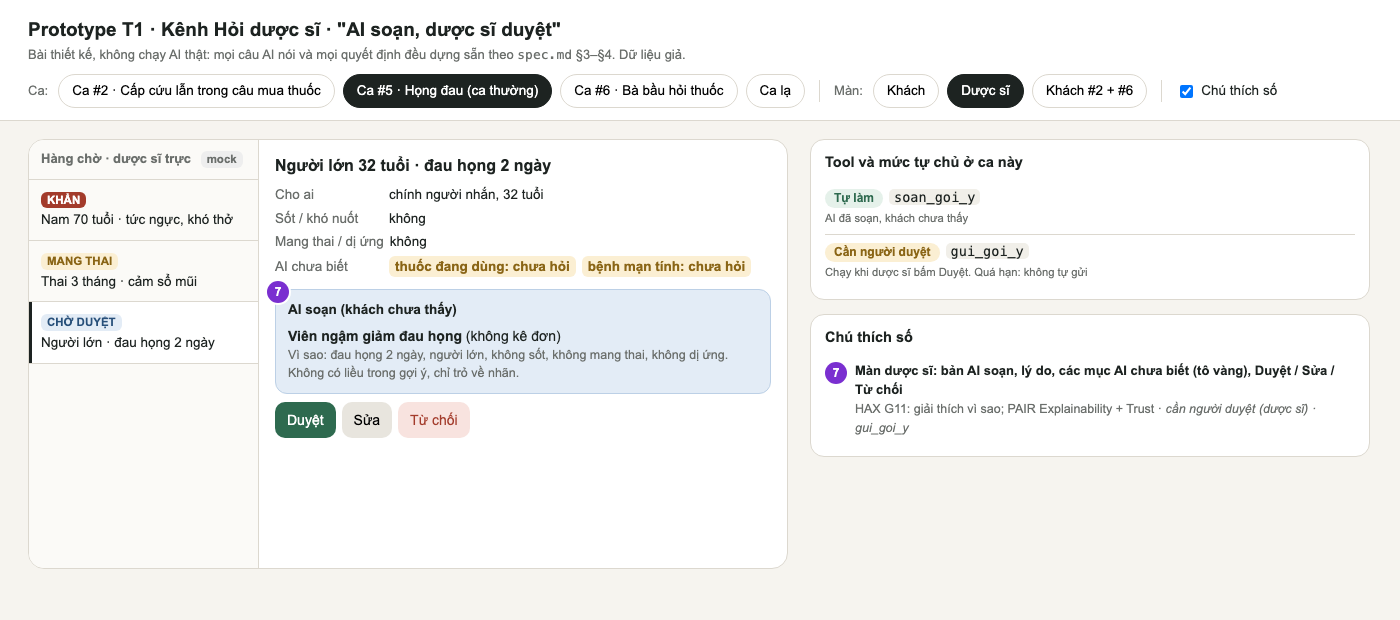 Prototype T1 · Kênh Hỏi dược sĩ · "AI soạn, dược sĩ duyệt"
Bài thiết kế, không chạy AI thật: mọi câu AI nói và mọi quyết định đều dựng sẵn theo spec.md §3–§4. Dữ liệu giả.
Ca: Ca #2 · Cấp cứu lẫn trong câu mua thuốc Ca #5 · Họng đau (ca thường) Ca #6 · Bà bầu hỏi thuốc Ca lạ Màn: Khách Dược sĩ Khách #2 + #6 Chú thích số
Hàng chờ · dược sĩ trực mock
KHẨN
Nam 70 tuổi · tức ngực, khó thở
MANG THAI
Thai 3 tháng · cảm sổ mũi
CHỜ DUYỆT
Người lớn · đau họng 2 ngày
Người lớn 32 tuổi · đau họng 2 ngày
Cho ai chính người nhắn, 32 tuổi
Sốt / khó nuốt không
Mang thai / dị ứng không
AI chưa biết thuốc đang dùng: chưa hỏi bệnh mạn tính: chưa hỏi
7
AI soạn (khách chưa thấy)
Viên ngậm giảm đau họng (không kê đơn)
Vì sao: đau họng 2 ngày, người lớn, không sốt, không mang thai, không dị ứng.
Không có liều trong gợi ý, chỉ trỏ về nhãn.
Duyệt Sửa Từ chối
Tool và mức tự chủ ở ca này
Tự làm soan_goi_y
AI đã soạn, khách chưa thấy
Cần người duyệt gui_goi_y
Chạy khi dược sĩ bấm Duyệt. Quá hạn: không tự gửi
Chú thích số
7 Màn dược sĩ: bản AI soạn, lý do, các mục AI chưa biết (tô vàng), Duyệt / Sửa /
Từ chối
HAX G11: giải thích vì sao; PAIR Explainability + Trust · cần người duyệt (dược sĩ) ·
gui_goi_y